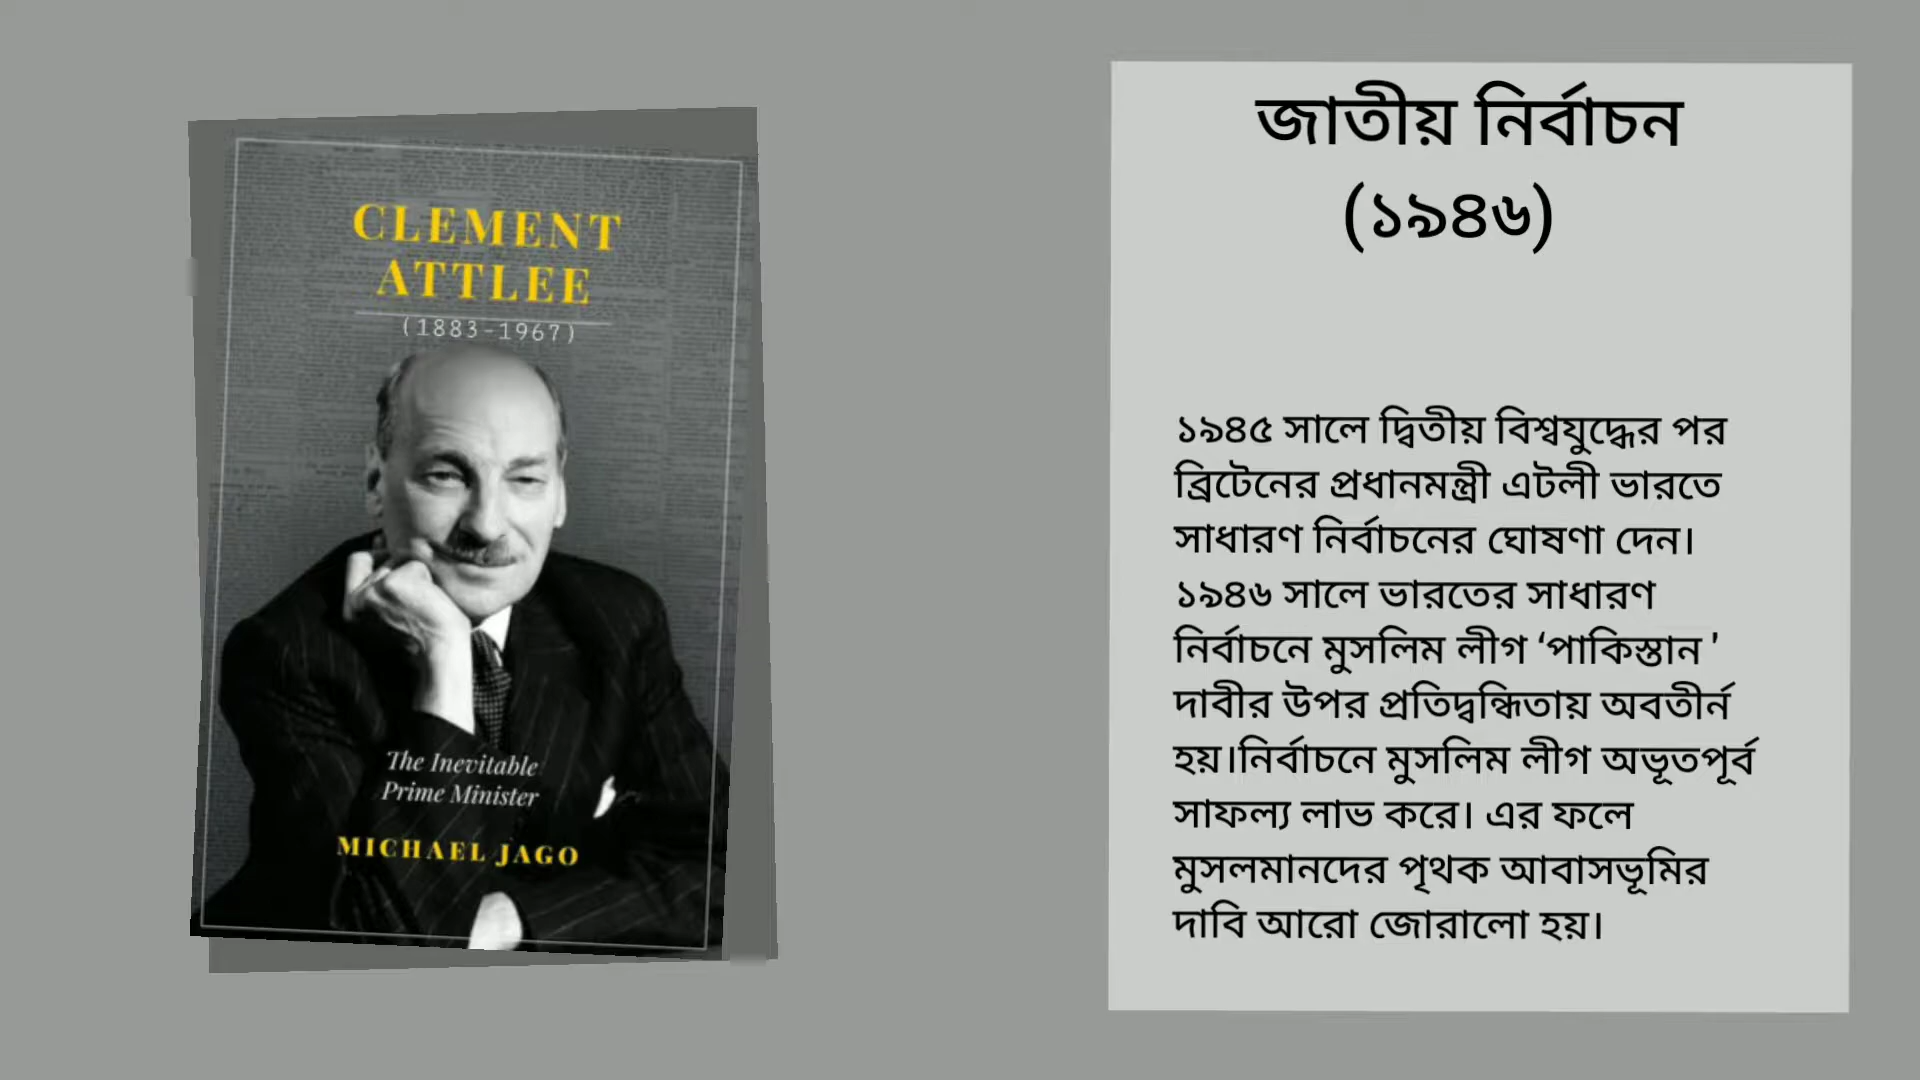 CLEMENT
ATTLEE
(1883-1967)
The Inevitable
Prime Minister
MICHAEL JAGO
জাতীয় নির্বাচন
(১৯৪৬)
১৯৪৫ সালে দ্বিতীয় বিশ্বযুদ্ধের পর
ব্রিটেনের প্রধানমন্ত্রী এটলী ভারতে
সাধারণ নির্বাচনের ঘোষণা দেন।
১৯৪৬ সালে ভারতের সাধারণ
নির্বাচনে মুসলিম লীগ ‘পাকিস্তান ’
দাবীর উপর প্রতিদ্বন্ধিতায় অবতীর্ন
হয়।নির্বাচনে মুসলিম লীগ অভূতপূর্ব
সাফল্য লাভ করে। এর ফলে
মুসলমানদের পৃথক আবাসভূমির
দাবি আরো জোরালো হয়।